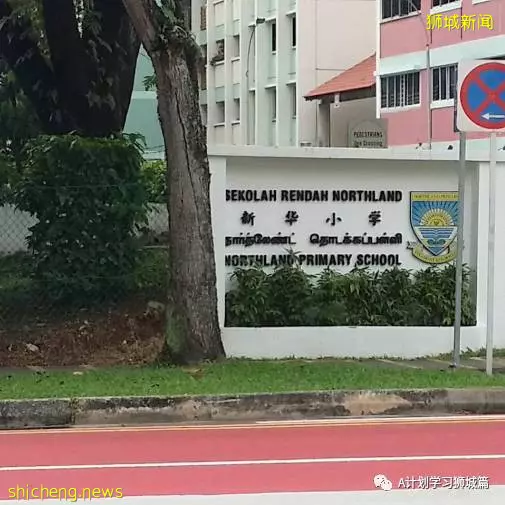 狮城新闻
PEDESTRIANS
SEKOLAH RENDAH NORTHLAND
新 华 小 学
நார்த்லேண்ட் தொடக்கப்பள்ளி
NORTHLAND PRIMARY SCHOOL
A计划学习狮城篇
shicheng.news